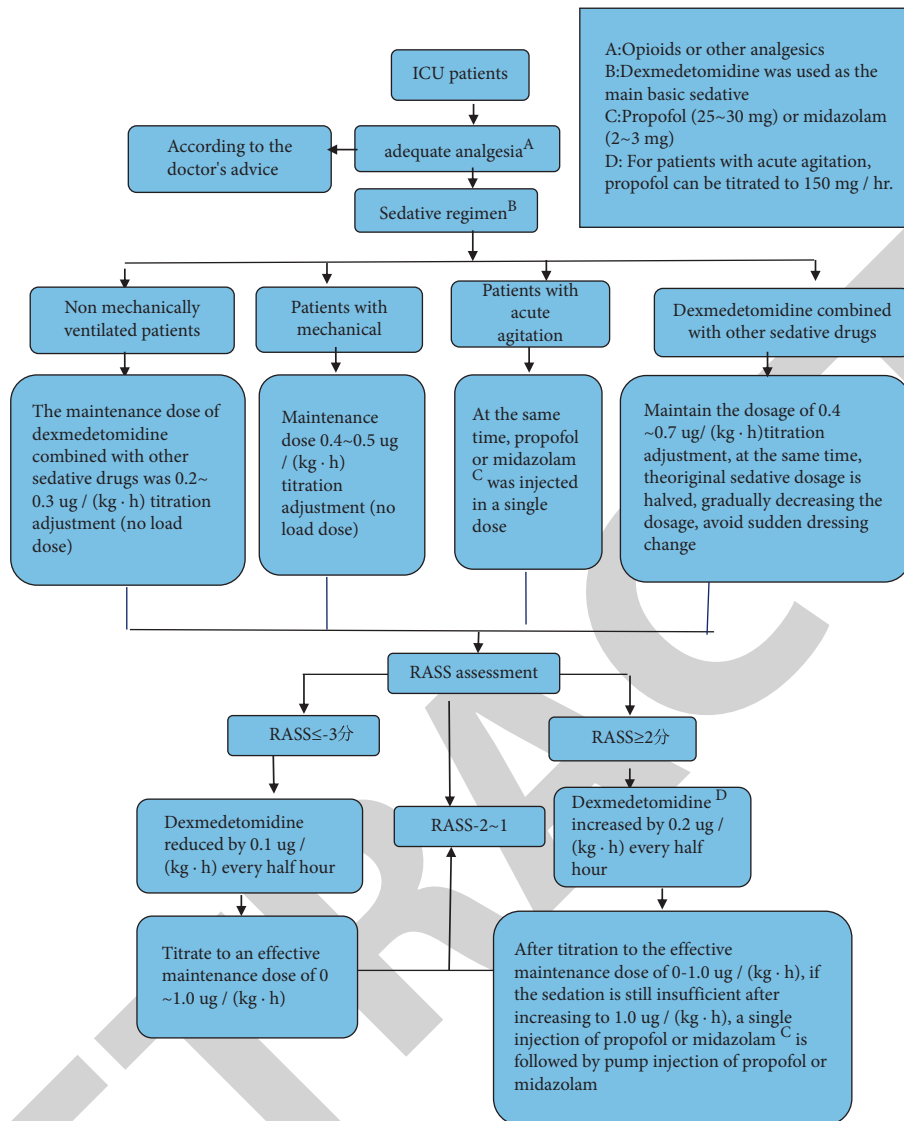 ICU patients
A:Opioids or other analgesics
B:Dexmedetomidine was used as the
main basic sedative
C:Propofol (25~30 mg) or midazolam
(2~3 mg)
D: For patients with acute agitation,
propofol can be titrated to 150 mg / hr.
According to the
doctor's advice
adequate analgesia A
Sedative regimen B
Non mechanically
ventilated patients
Patients with
mechanical
Patients with
acute
agitation
Dexmedetomidine combined
with other sedative drugs
The maintenance dose of
dexmedetomidine
combined with other
sedative drugs was 0.2~
0.3 ug / (kg · h) titration
adjustment (no load
dose)
Maintenance
dose 0.4~0.5 ug
/ (kg · h)
titration
adjustment (no
load dose)
At the same
time, propofol
or midazolam
C was injected
in a single
dose
Maintain the dosage of 0.4
~0.7 ug/ (kg · h)titration
adjustment, at the same time,
theoriginal sedative dosage is
halved, gradually decreasing the
dosage, avoid sudden dressing
change
RASS assessment
RASS≤-3分
RASS≥2分
Dexmedetomidine
reduced by 0.1 ug /
(kg · h) every half hour
RASS-2~1
Dexmedetomidine D
increased by 0.2 ug /
(kg · h) every half
hour
Titrate to an effective
maintenance dose of 0
~1.0 ug / (kg · h)
After titration to the effective
maintenance dose of 0-1.0 ug / (kg · h), if
the sedation is still insufficient after
increasing to 1.0 ug / (kg · h), a single
injection of propofol or midazolam C is
followed by pump injection of propofol or
midazolam